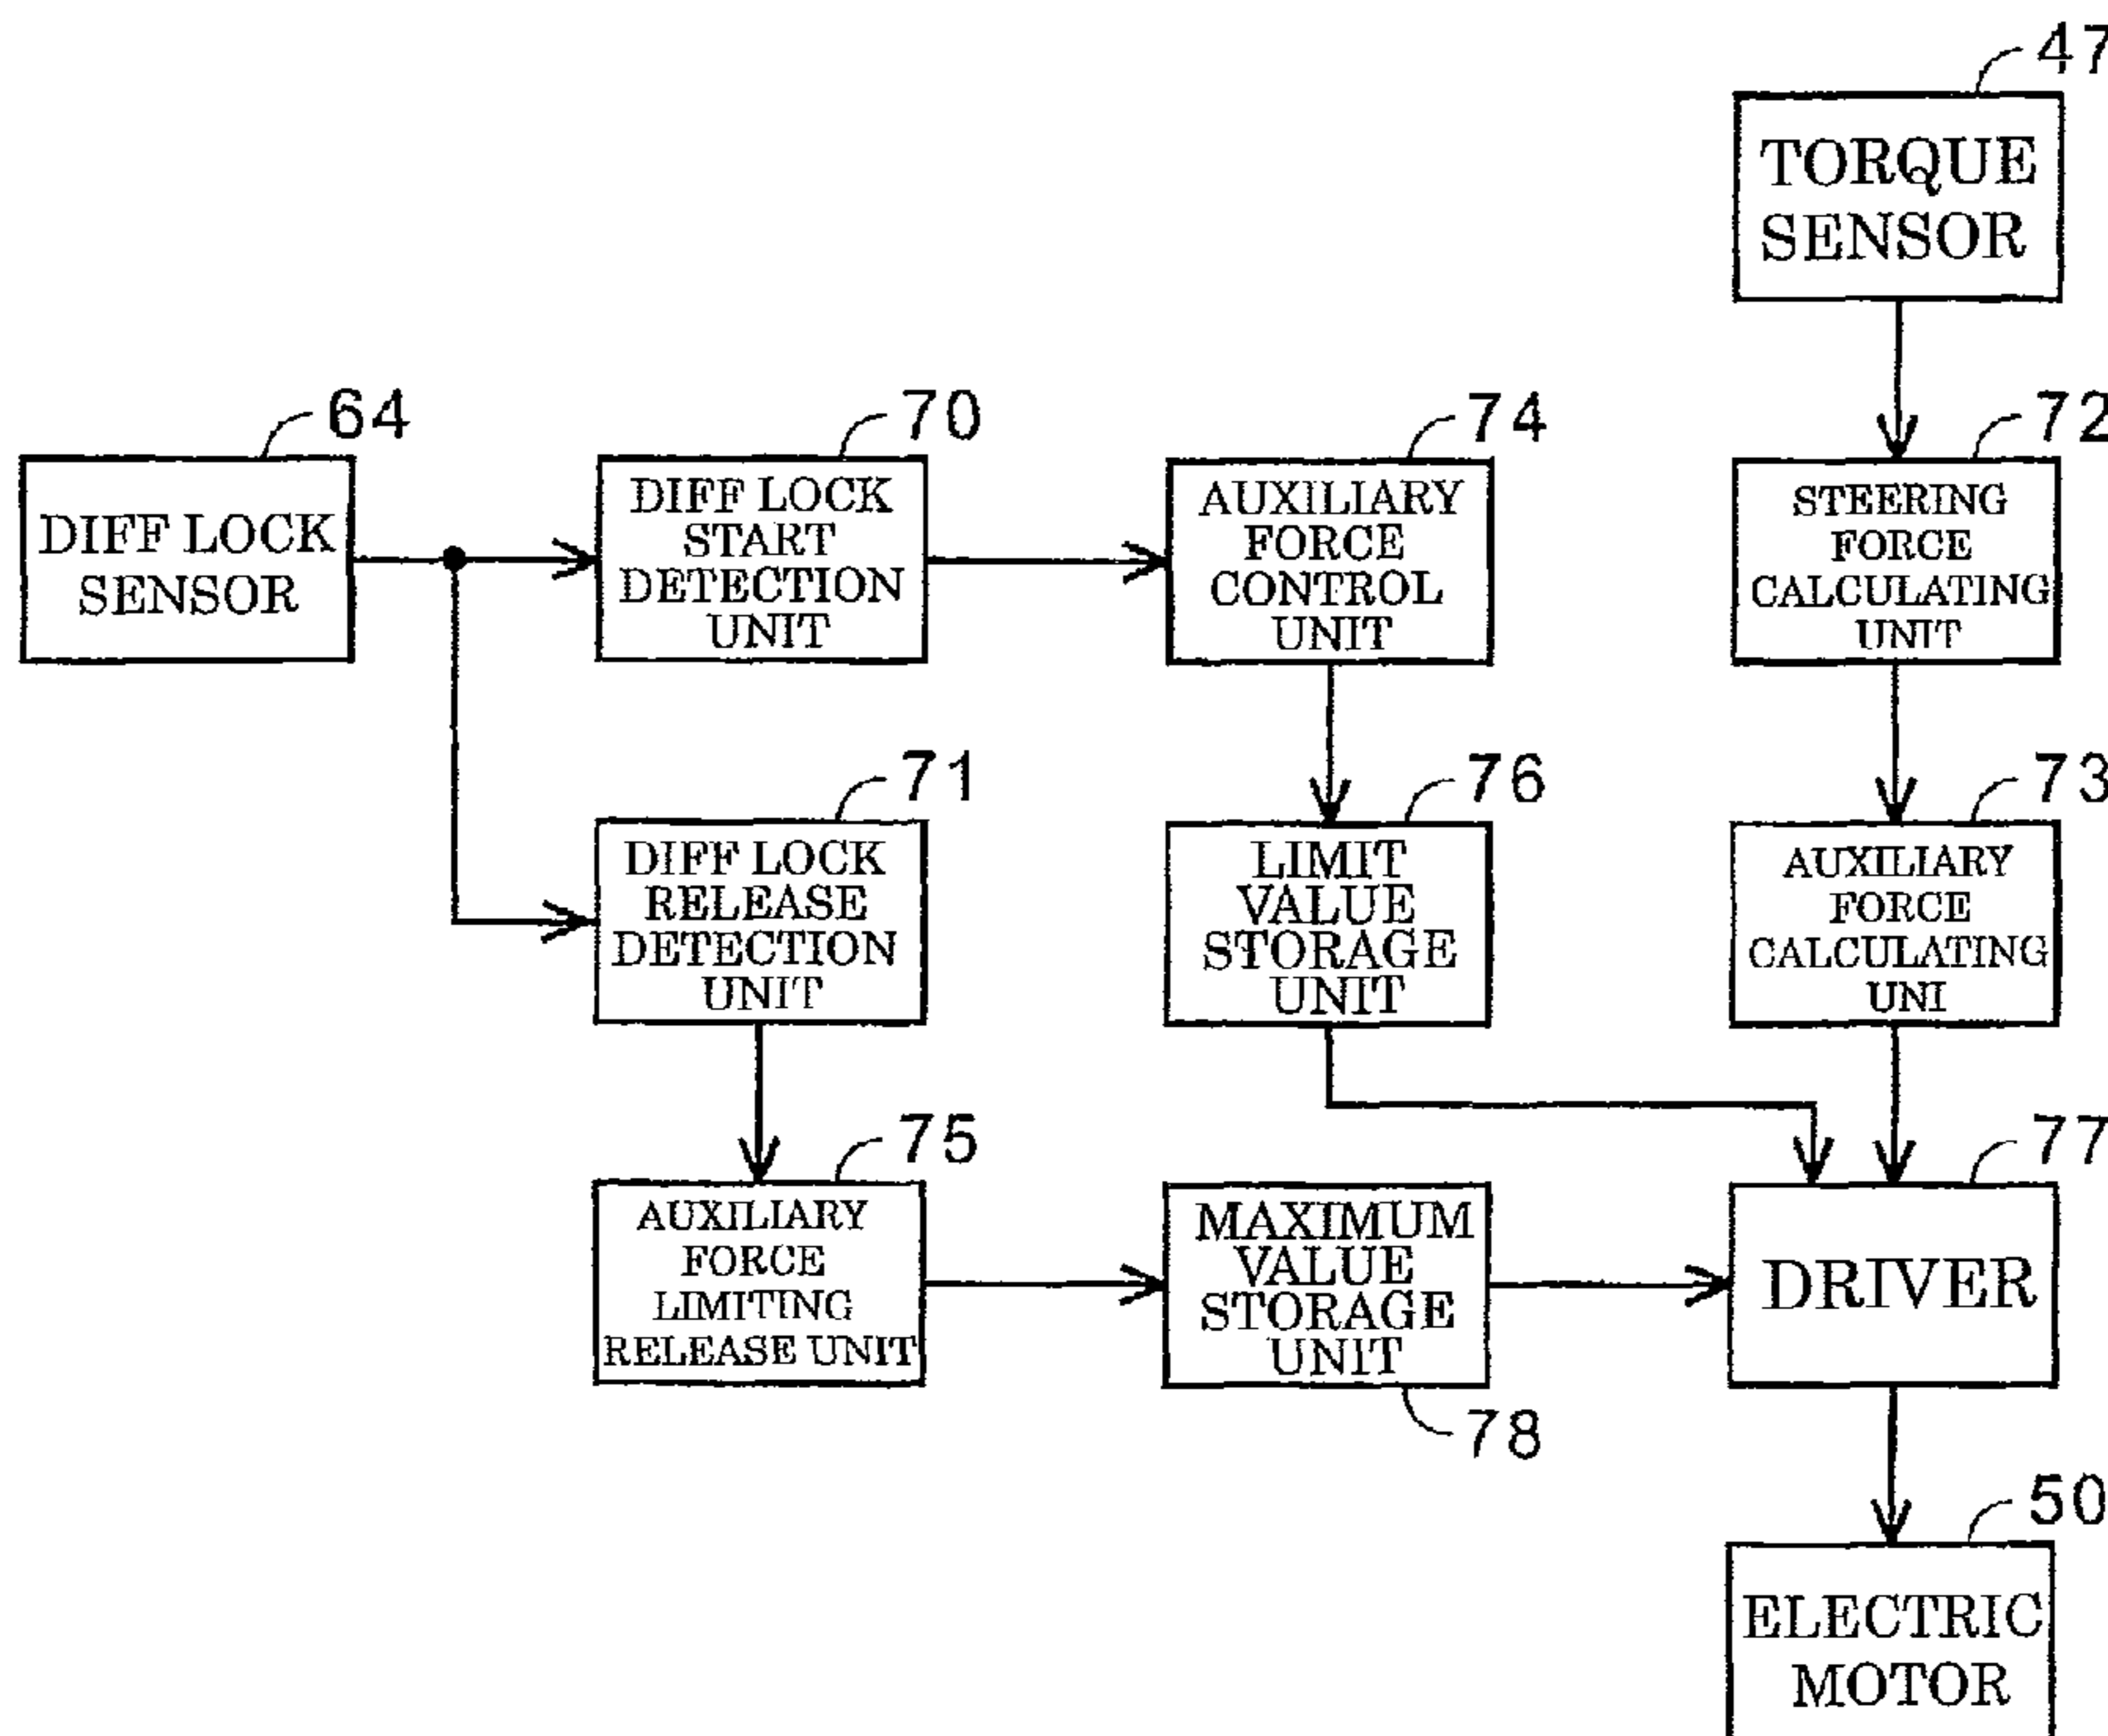 47
TORQUE
SENSOR
64
DIFF LOCK
SENSOR
70
DIFF LOCK
START
DETECTION
UNIT
74
AUXILIARY
FORCE
CONTROL
UNIT
72
STEERING
FORCE
CALCULATING
UNIT
71
DIFF LOCK
RELEASE
DETECTION
UNIT
76
LIMIT
VALUE
STORAGE
UNIT
73
AUXILIARY
FORCE
CALCULATING
UNI
75
AUXILIARY
FORCE
LIMITING
RELEASE UNIT
MAXIMUM
VALUE
STORAGE
UNIT
78
77
DRIVER
50
ELECTRIC
MOTOR